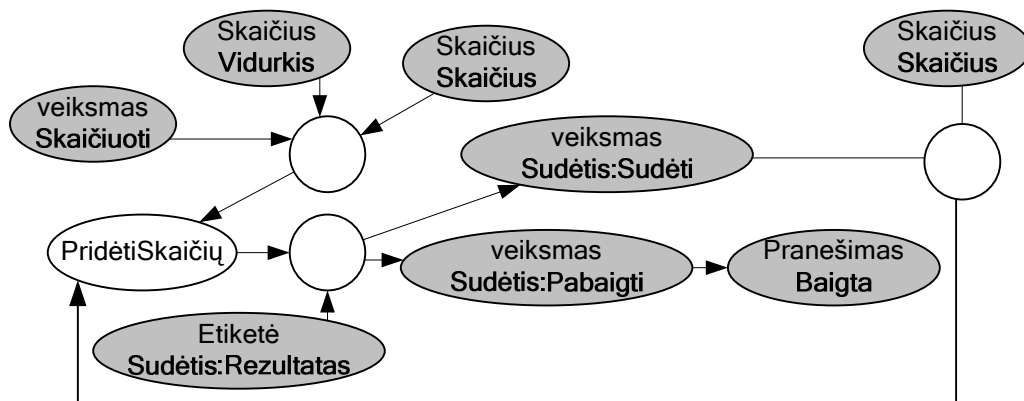 Skaičius
Vidurkis
Skaičius
Skaičius
Skaičius
Skaičius
veiksmas
Skaičiuoti
veiksmas
Sudėtis:Sudėti
PridėtiSkaičių
veiksmas
Sudėtis:Pabaigti
Pranešimas
Baigta
Etiketė
Sudėtis:Rezultatas